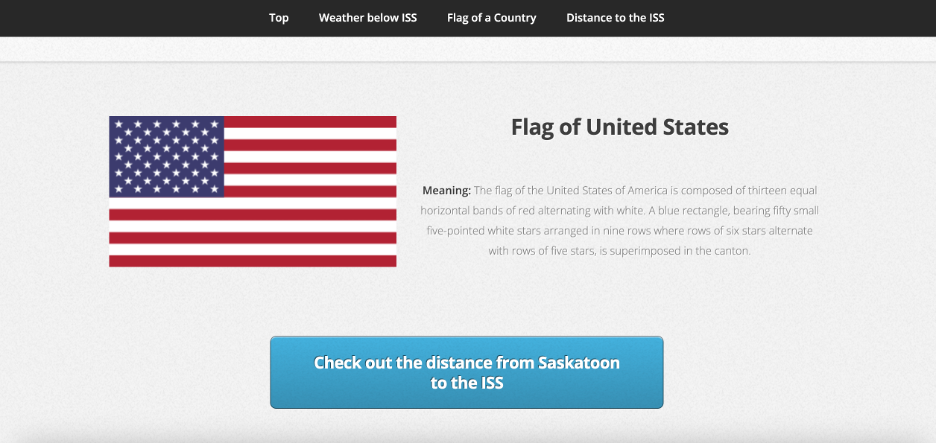 Top
Weather below ISS
Flag of a Country
Distance to the ISS
Flag of United States
Meaning: The flag of the United States of America is composed of thirteen equal
horizontal bands of red alternating with white. A blue rectangle, bearing fifty small
five-pointed white stars arranged in nine rows where rows of six stars alternate
with rows of five stars, is superimposed in the canton.
Check out the distance from Saskatoon
to the ISS